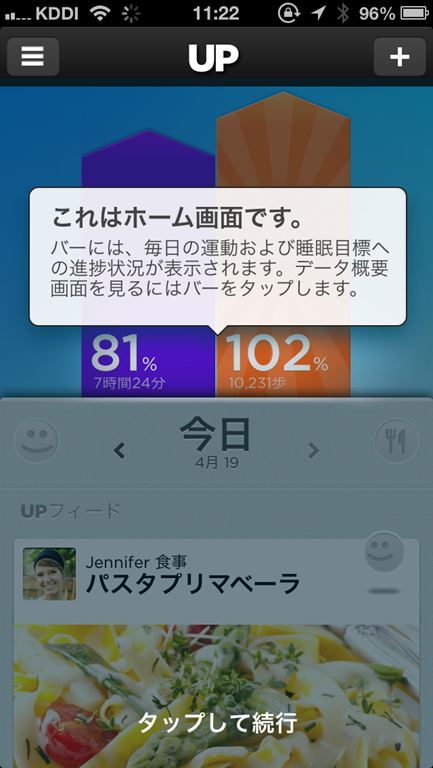 KDDI 11:22 96%
UP
これはホーム画面です。
バーには、毎日の運動および睡眠目標へ
の進捗状況が表示されます。データ概要
画面を見るにはバーをタップします。
81% 102%
7時間24分 10,231歩
今日
4月 19
UPフィード
Jennifer 食事
パスタプリマベーラ
タップして続行